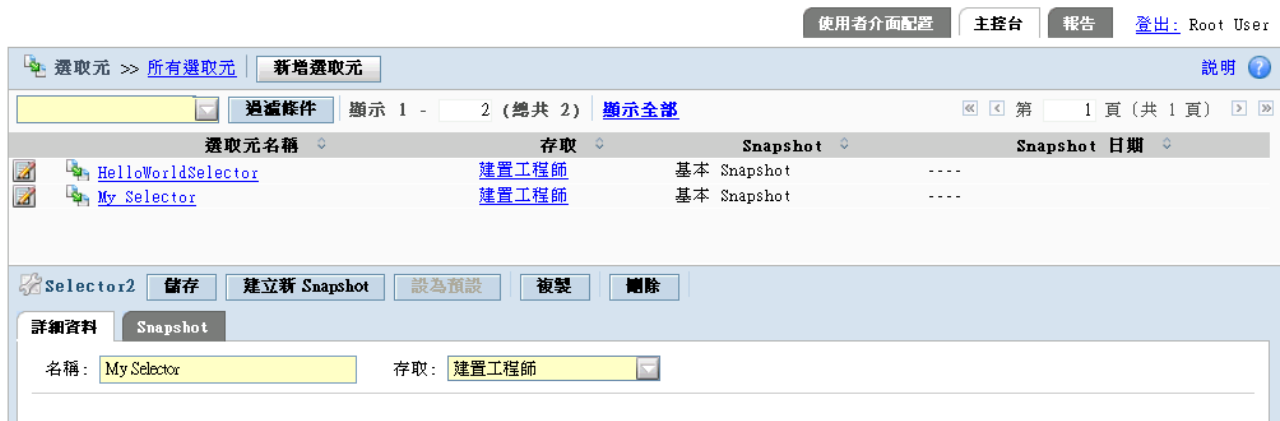 使用者介面配置 主控台 報告 登出: Root User
選取元 >> 所有選取元 新增選取元 說明
過濾條件 顯示 1 - 2 (總共 2) 顯示全部 第 1 頁 (共 1 頁)
選取元名稱 存取 Snapshot Snapshot 日期
HelloWorldSelector 建置工程師 基本 Snapshot ----
My Selector 建置工程師 基本 Snapshot ----
Selector2 儲存 建立新 Snapshot 設為預設 複製 刪除
詳細資料 Snapshot
名稱: My Selector 存取: 建置工程師